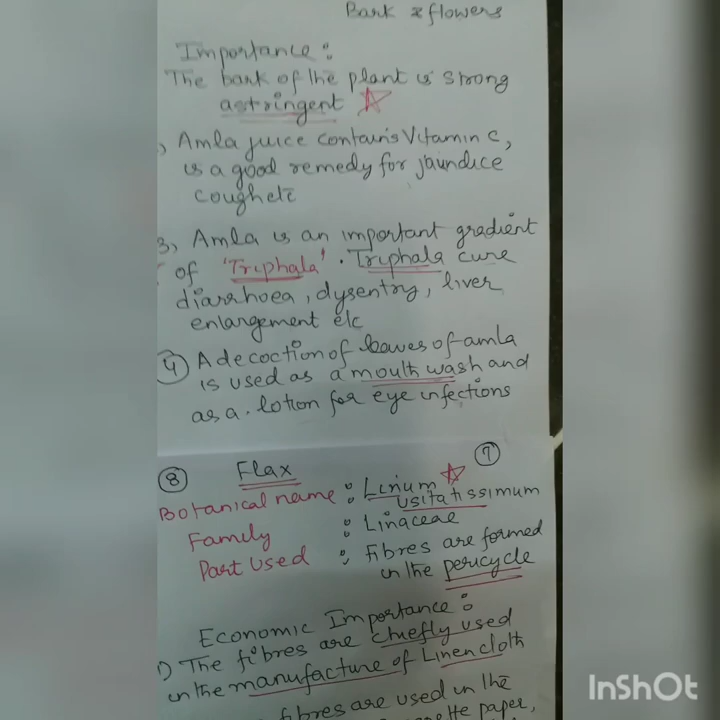 Bark & flowers
Importance :
The bark of the plant is strong
astringent
, Amla juice contains Vitamin C,
is a good remedy for jaundice
cough etc
3, Amla is an important gradient
of 'Triphala' . Triphala cure
diarrhoea, dysentry, liver
enlargement etc
4 A decoction of leaves of amla
is used as a mouth wash and
as a lotion for eye infections
7
8 Flax
Botanical name : Linum
usitatissimum
Family : Linaceae
Part Used : Fibres are formed
in the pericycle
Economic Importance :
1) The fibres are chiefly used
in the manufacture of Linen cloth
fibres are used in the
paper,
InShOt